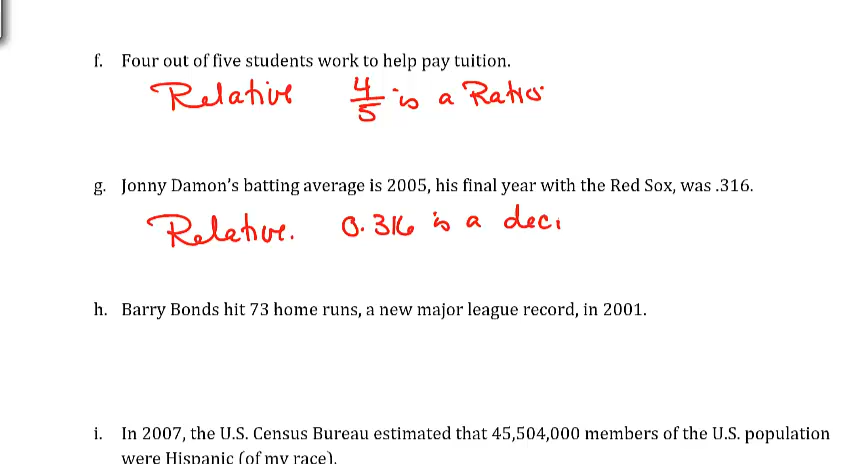 f. Four out of five students work to help pay tuition.
Relative 4/5 is a Ratio
g. Jonny Damon's batting average is 2005, his final year with the Red Sox, was .316.
Relative. 0.316 is a deci
h. Barry Bonds hit 73 home runs, a new major league record, in 2001.
i. In 2007, the U.S. Census Bureau estimated that 45,504,000 members of the U.S. population
were Hispanic (of my race).